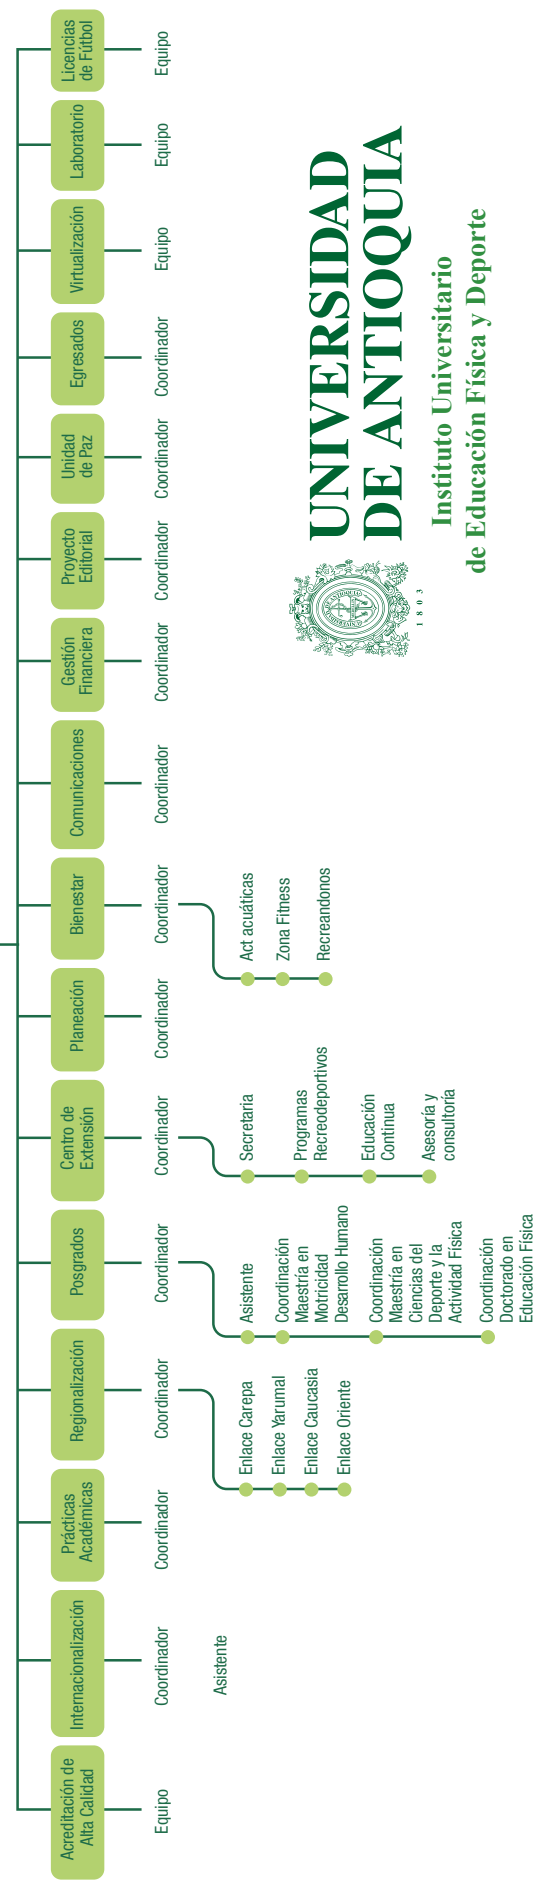 Acreditación de
Alta Calidad
Equipo
Internacionalización
Coordinador
Asistente
Prácticas
Académicas
Coordinador
Regionalización
Coordinador
Enlace Carepa
Enlace Yarumal
Enlace Caucasia
Enlace Oriente
Posgrados
Coordinador
Asistente
Coordinación
Maestría en
Motricidad
Desarrollo Humano
Coordinación
Maestría en
Ciencias del
Deporte y la
Actividad Física
Coordinación
Doctorado en
Educación Física
Centro de
Extensión
Coordinador
Secretaria
Programas
Recreodeportivos
Educación
Continua
Asesoría y
consultoría
Planeación
Coordinador
Bienestar
Coordinador
Act acuáticas
Zona Fitness
Recreandonos
Comunicaciones
Coordinador
Gestión
Financiera
Coordinador
Proyecto
Editorial
Coordinador
Unidad
de Paz
Coordinador
Egresados
Coordinador
Virtualización
Equipo
Laboratorio
Equipo
Licencias
de Fútbol
Equipo
UNIVERSIDAD
DE ANTIOQUIA
1803
Instituto Universitario
de Educación Física y Deporte